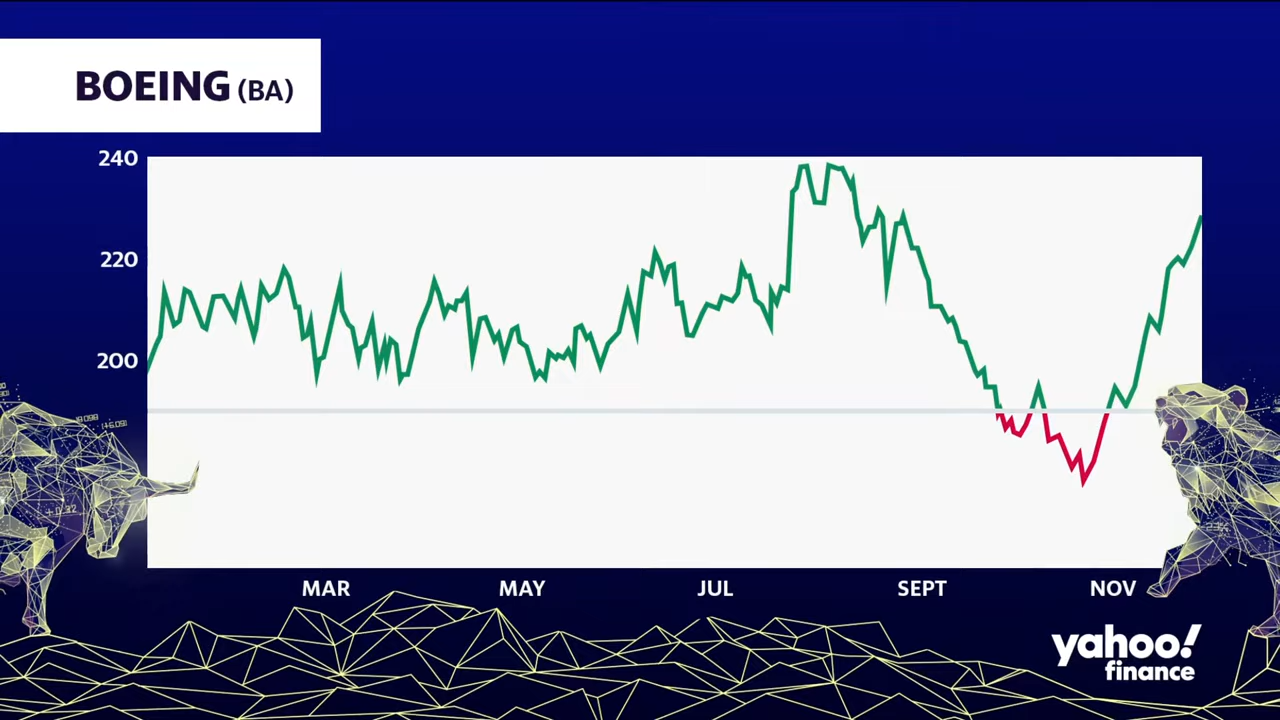 BOEING (BA)
240
220
200
MAR MAY JUL SEPT NOV
yahoo!
finance